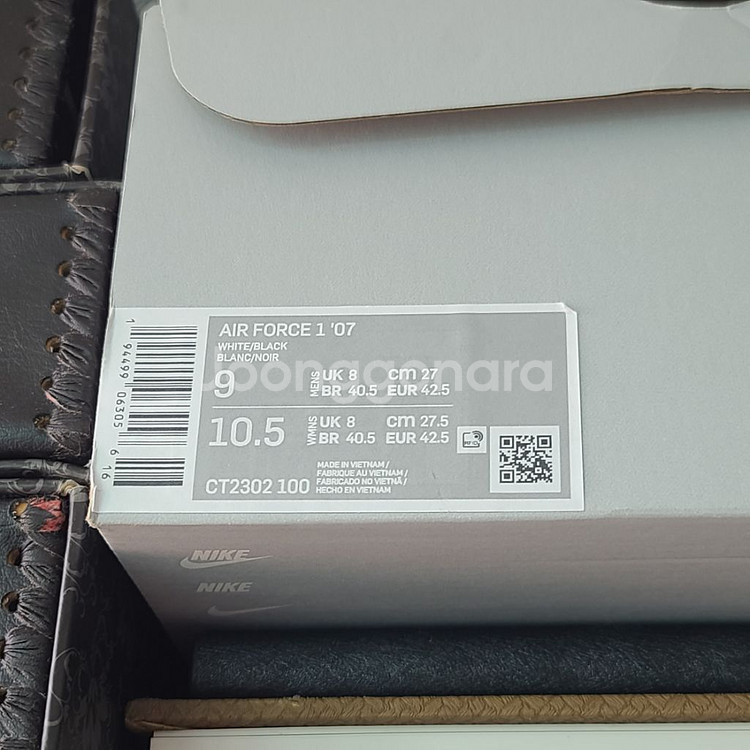 AIR FORCE 1 '07
WHITE/BLACK
BLANC/NOIR
9 MENS UK 8 cm 27
BR 40.5 EUR 42.5
10.5 WMNS UK 8 cm 27.5
BR 40.5 EUR 42.5
CT2302 100
MADE IN VIETNAM /
FABRIQUE AU VIETNAM /
FABRICADO NO VIETNÃ /
HECHO EN VIETNAM
1 94499 06305 6 16
Joonggonara
NIKE
NIKE